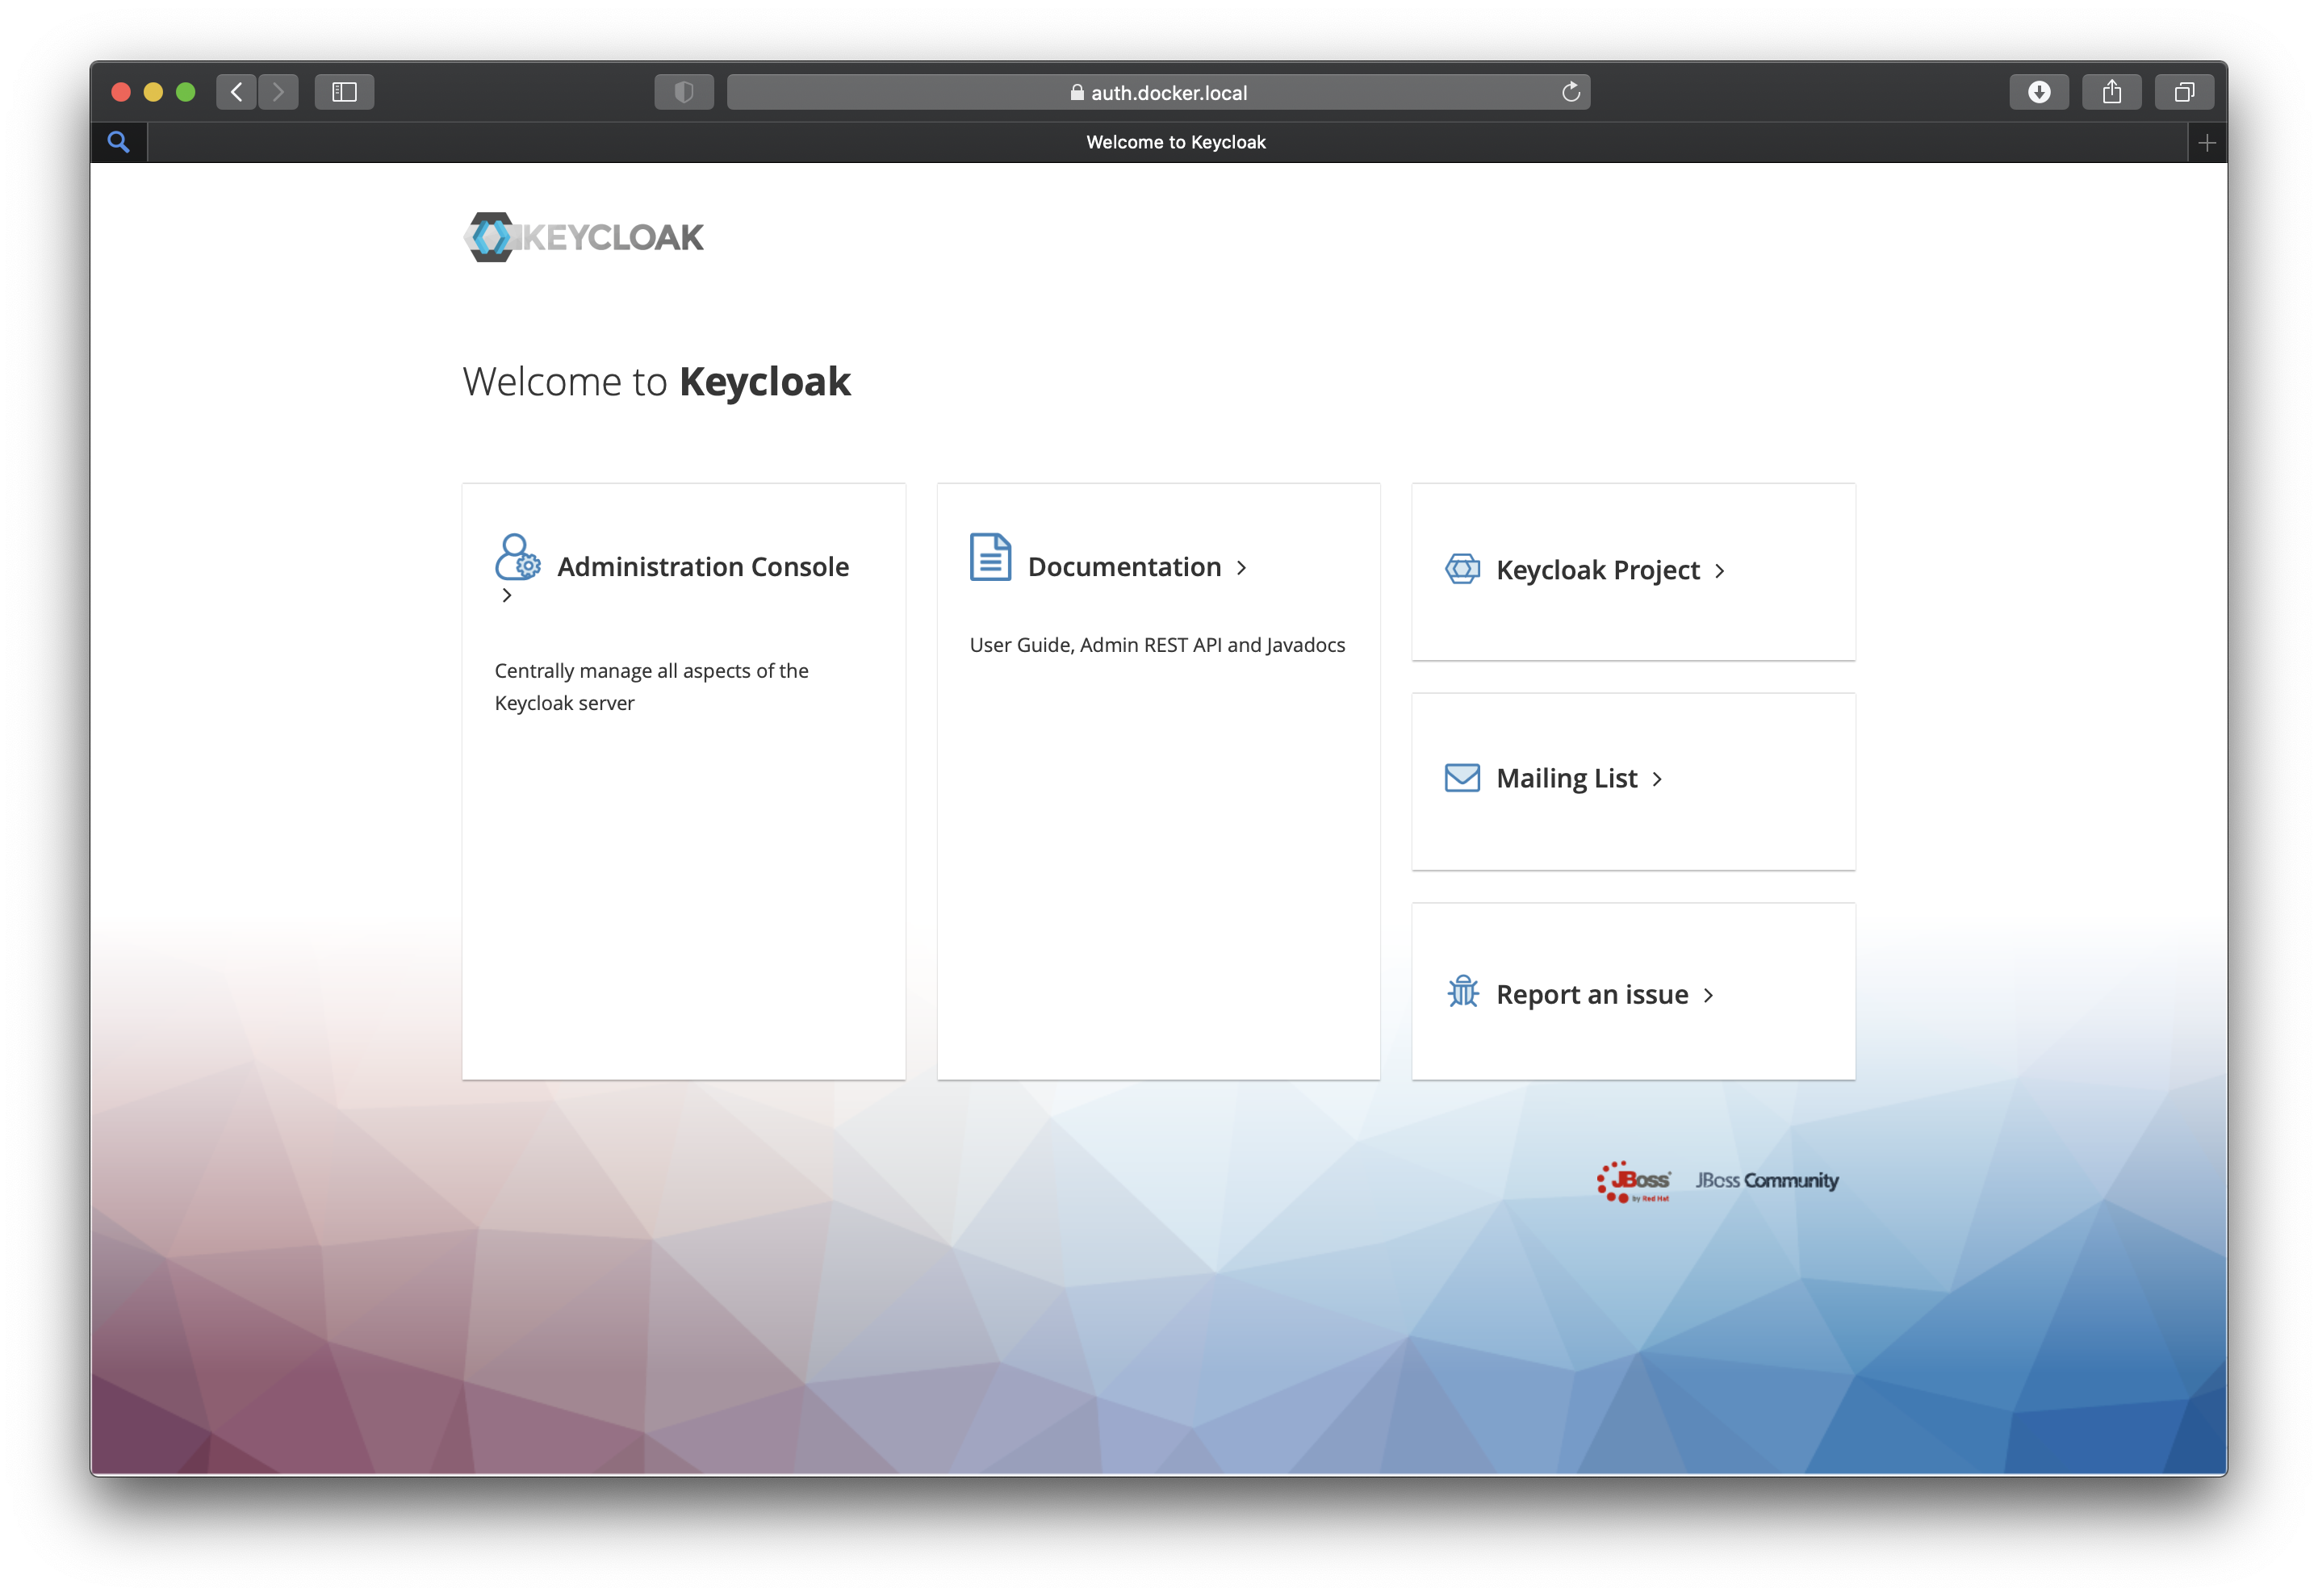 auth.docker.local
Welcome to Keycloak
KEYCLOAK
Welcome to Keycloak
Administration Console
Centrally manage all aspects of the
Keycloak server
Documentation
User Guide, Admin REST API and Javadocs
Keycloak Project
Mailing List
Report an issue
JBoss
by Red Hat
JBoss Community